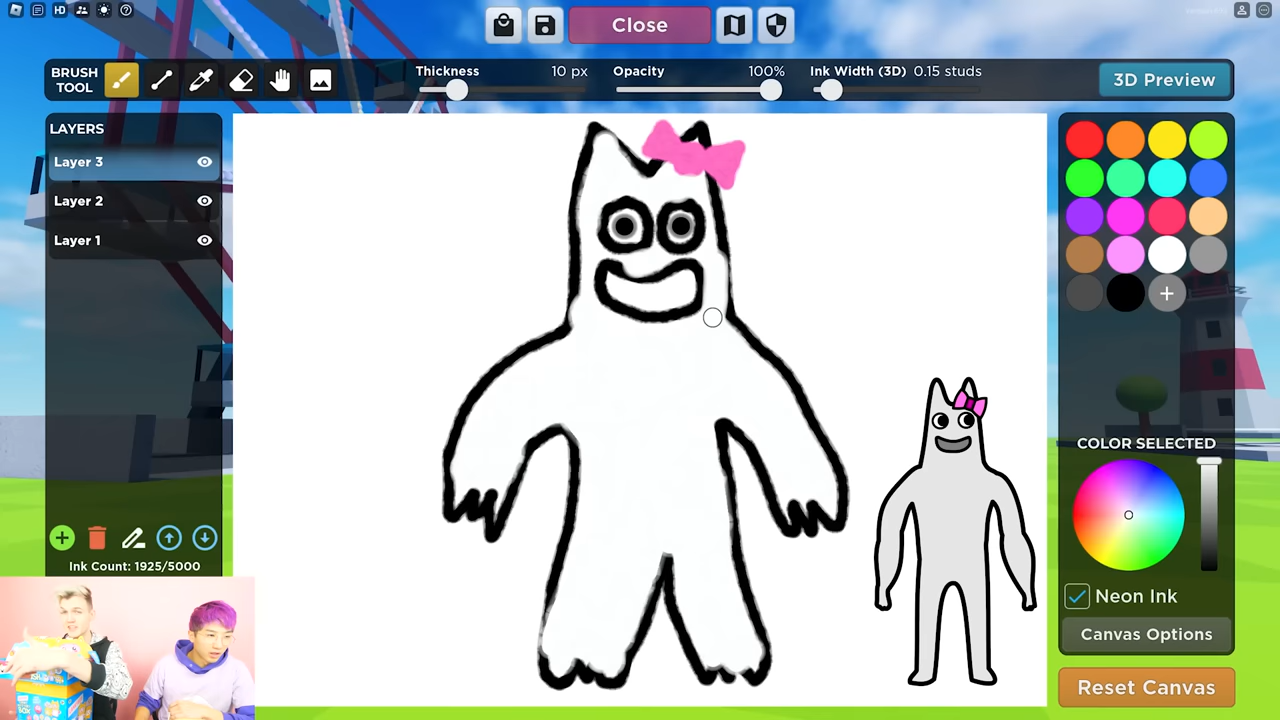 HD
Close
BRUSH
TOOL
Thickness
10 px
Opacity
100%
Ink Width (3D)
0.15 studs
3D Preview
LAYERS
Layer 3
Layer 2
Layer 1
Ink Count: 1925/5000
COLOR SELECTED
Neon Ink
Canvas Options
Reset Canvas